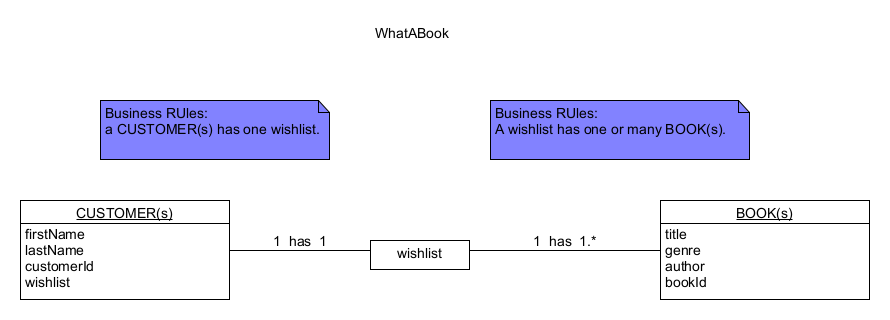 WhatABook
Business RUles:
a CUSTOMER(s) has one wishlist.
Business RUles:
A wishlist has one or many BOOK(s).
CUSTOMER(s)
firstName
lastName
customerId
wishlist
1 has 1
wishlist
1 has 1.*
BOOK(s)
title
genre
author
bookId